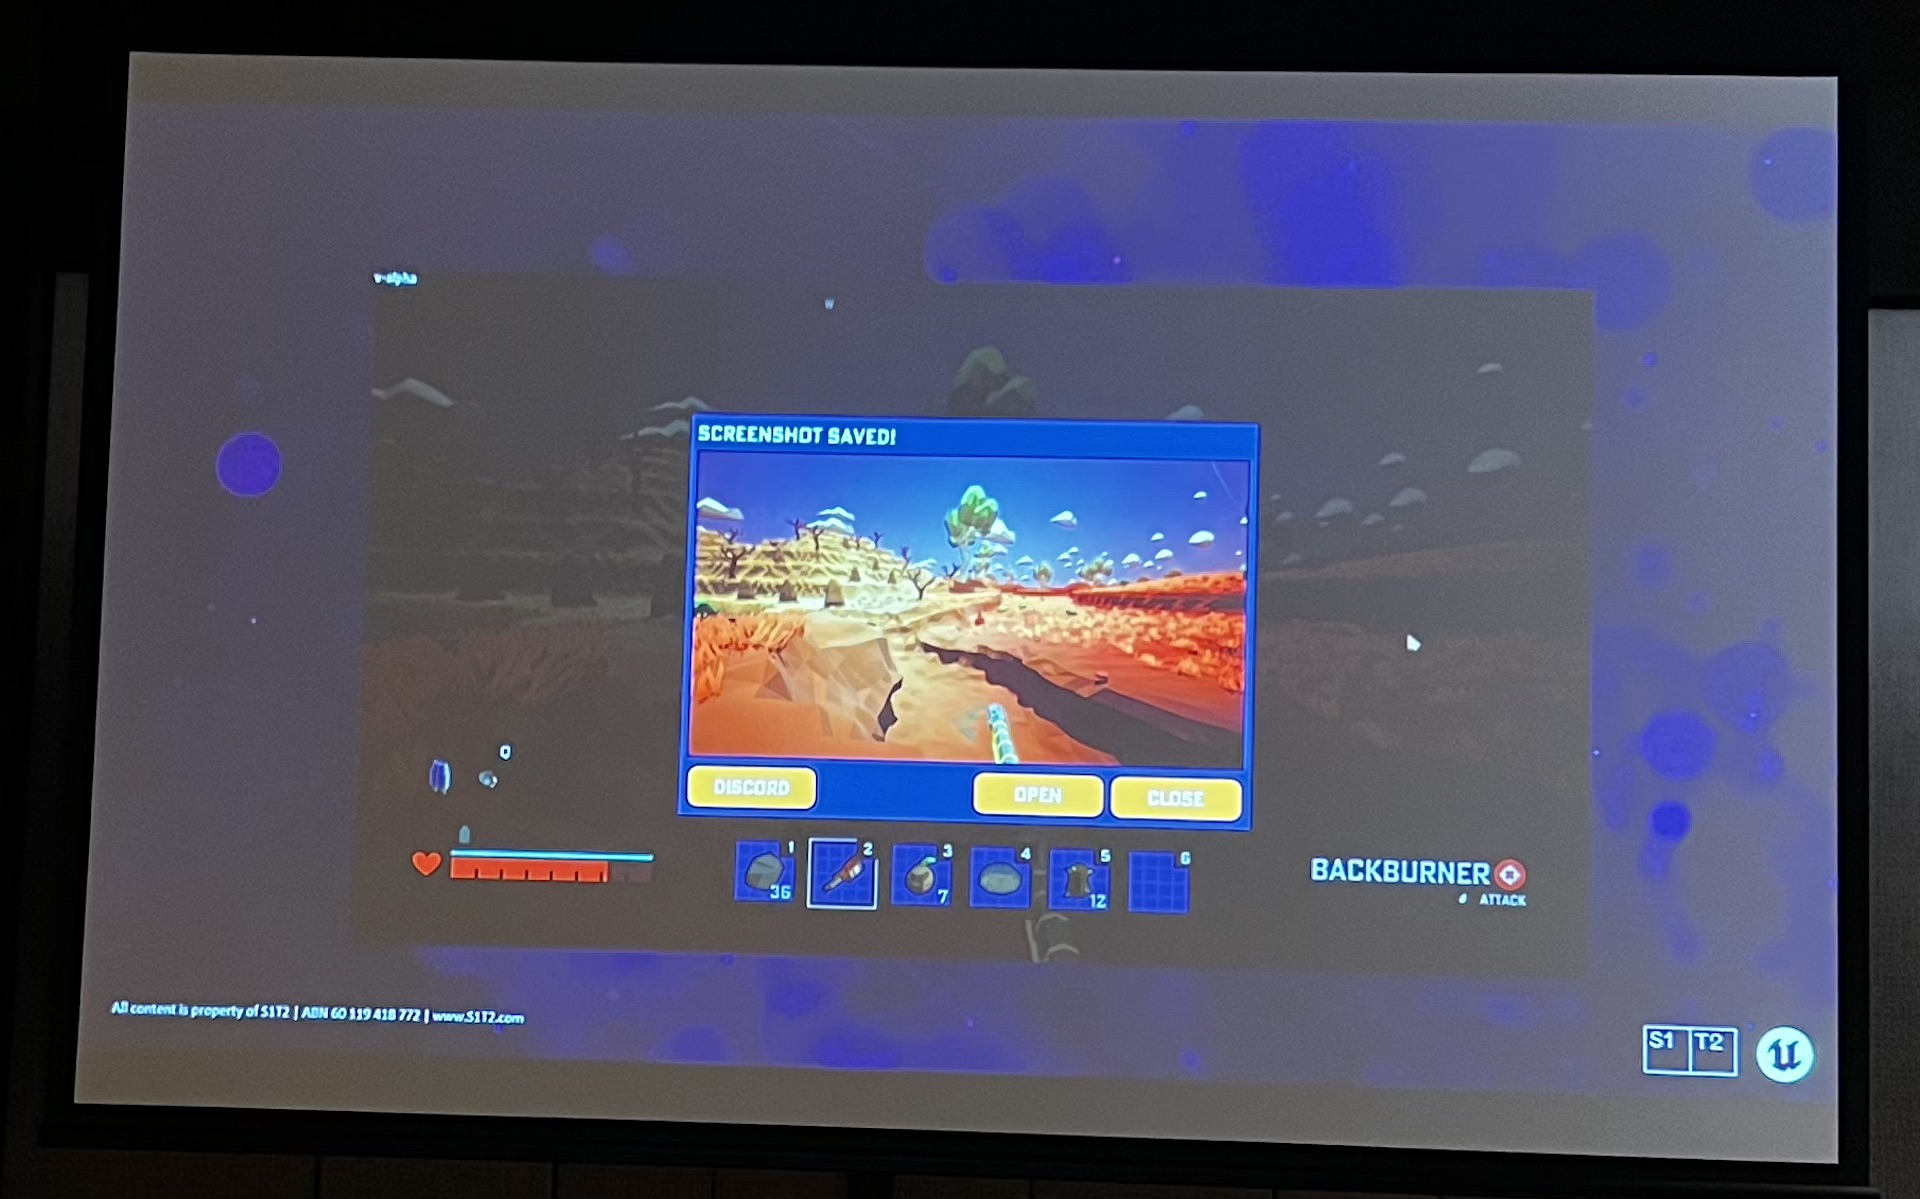 v-alpha
W
SCREENSHOT SAVED!
DISCORD
OPEN
CLOSE
0
1
36
2
3
7
4
5
12
6
BACKBURNER
ATTACK
All content is property of S1T2 | ABN 60 119 418 772 | www.S1T2.com
S1 T2